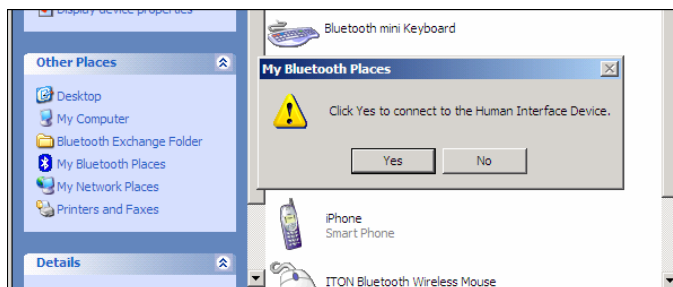 Display device properties
Other Places
Desktop
My Computer
Bluetooth Exchange Folder
My Bluetooth Places
My Network Places
Printers and Faxes
Details
Bluetooth mini Keyboard
My Bluetooth Places
Click Yes to connect to the Human Interface Device.
Yes No
iPhone
Smart Phone
ITON Bluetooth Wireless Mouse